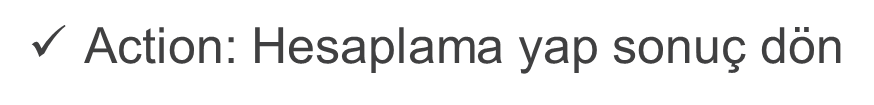 ✓ Action: Hesaplama yap sonuç dön